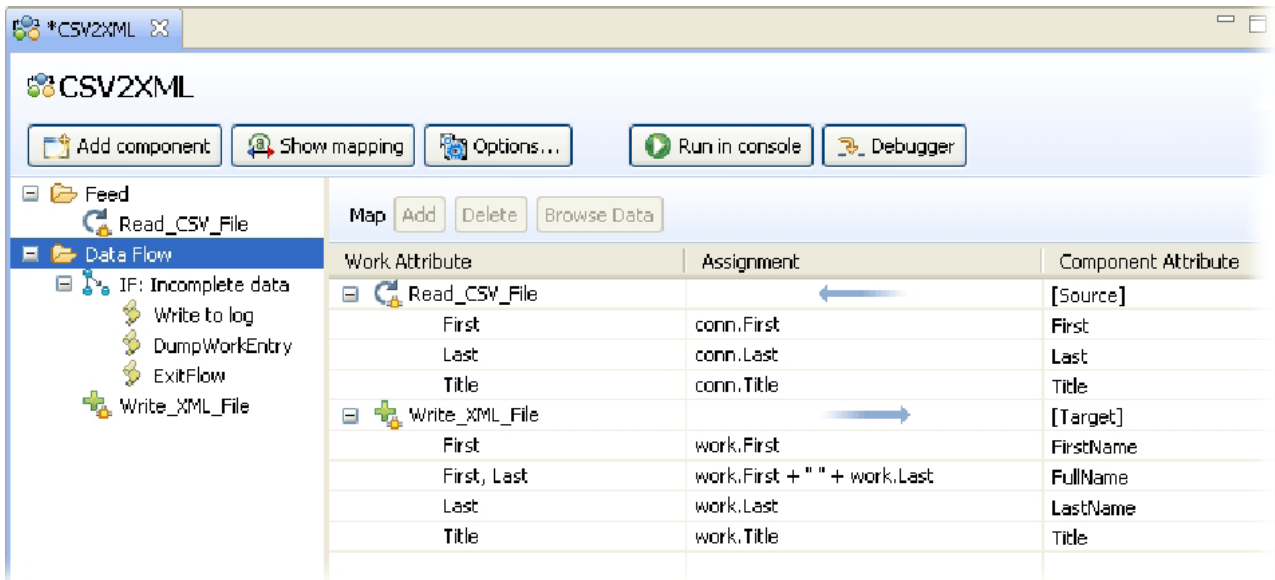 *CSV2XML
CSV2XML
Add component Show mapping Options... Run in console Debugger
Feed
Read_CSV_File
Data Flow
IF: Incomplete data
Write to log
DumpWorkEntry
ExitFlow
Write_XML_File
Map Add Delete Browse Data
Work Attribute Assignment Component Attribute
Read_CSV_File [Source]
First conn.First First
Last conn.Last Last
Title conn.Title Title
Write_XML_File [Target]
First work.First FirstName
First, Last work.First + " " + work.Last FullName
Last work.Last LastName
Title work.Title Title